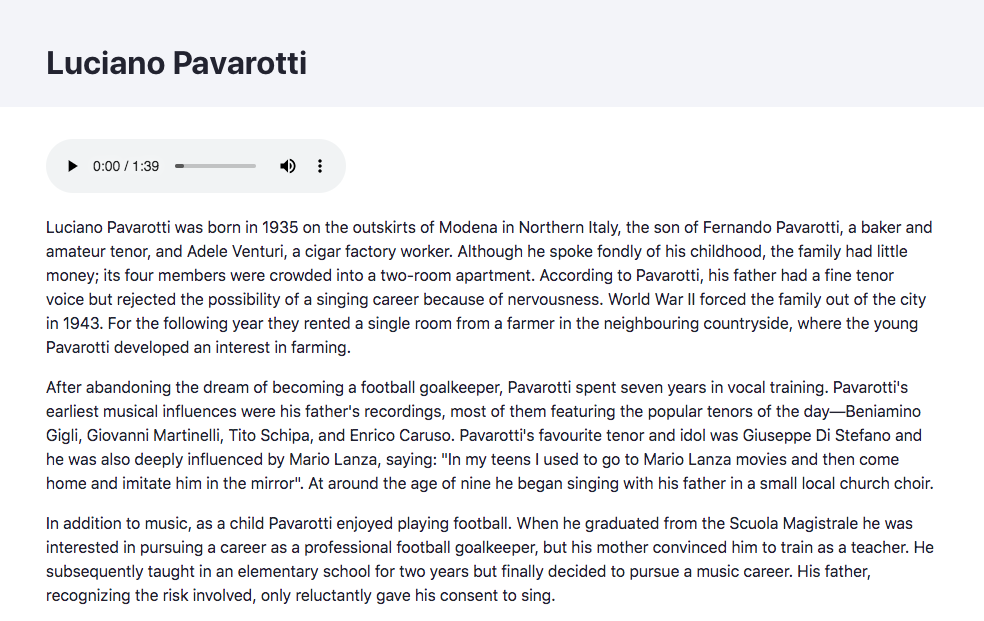 Luciano Pavarotti
0:00 / 1:39
Luciano Pavarotti was born in 1935 on the outskirts of Modena in Northern Italy, the son of Fernando Pavarotti, a baker and
amateur tenor, and Adele Venturi, a cigar factory worker. Although he spoke fondly of his childhood, the family had little
money; its four members were crowded into a two-room apartment. According to Pavarotti, his father had a fine tenor
voice but rejected the possibility of a singing career because of nervousness. World War II forced the family out of the city
in 1943. For the following year they rented a single room from a farmer in the neighbouring countryside, where the young
Pavarotti developed an interest in farming.
After abandoning the dream of becoming a football goalkeeper, Pavarotti spent seven years in vocal training. Pavarotti's
earliest musical influences were his father's recordings, most of them featuring the popular tenors of the day—Beniamino
Gigli, Giovanni Martinelli, Tito Schipa, and Enrico Caruso. Pavarotti's favourite tenor and idol was Giuseppe Di Stefano and
he was also deeply influenced by Mario Lanza, saying: "In my teens I used to go to Mario Lanza movies and then come
home and imitate him in the mirror". At around the age of nine he began singing with his father in a small local church choir.
In addition to music, as a child Pavarotti enjoyed playing football. When he graduated from the Scuola Magistrale he was
interested in pursuing a career as a professional football goalkeeper, but his mother convinced him to train as a teacher. He
subsequently taught in an elementary school for two years but finally decided to pursue a music career. His father,
recognizing the risk involved, only reluctantly gave his consent to sing.